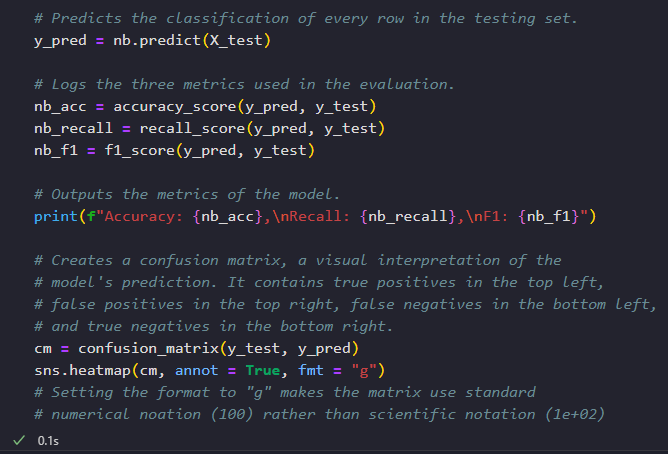 # Predicts the classification of every row in the testing set.
y_pred = nb.predict(X_test)
# Logs the three metrics used in the evaluation.
nb_acc = accuracy_score(y_pred, y_test)
nb_recall = recall_score(y_pred, y_test)
nb_f1 = f1_score(y_pred, y_test)
# Outputs the metrics of the model.
print(f"Accuracy: {nb_acc},\nRecall: {nb_recall},\nF1: {nb_f1}")
# Creates a confusion matrix, a visual interpretation of the
# model's prediction. It contains true positives in the top left,
# false positives in the top right, false negatives in the bottom left,
# and true negatives in the bottom right.
cm = confusion_matrix(y_test, y_pred)
sns.heatmap(cm, annot = True, fmt = "g")
# Setting the format to "g" makes the matrix use standard
# numerical noation (100) rather than scientific notation (1e+02)
0.1s